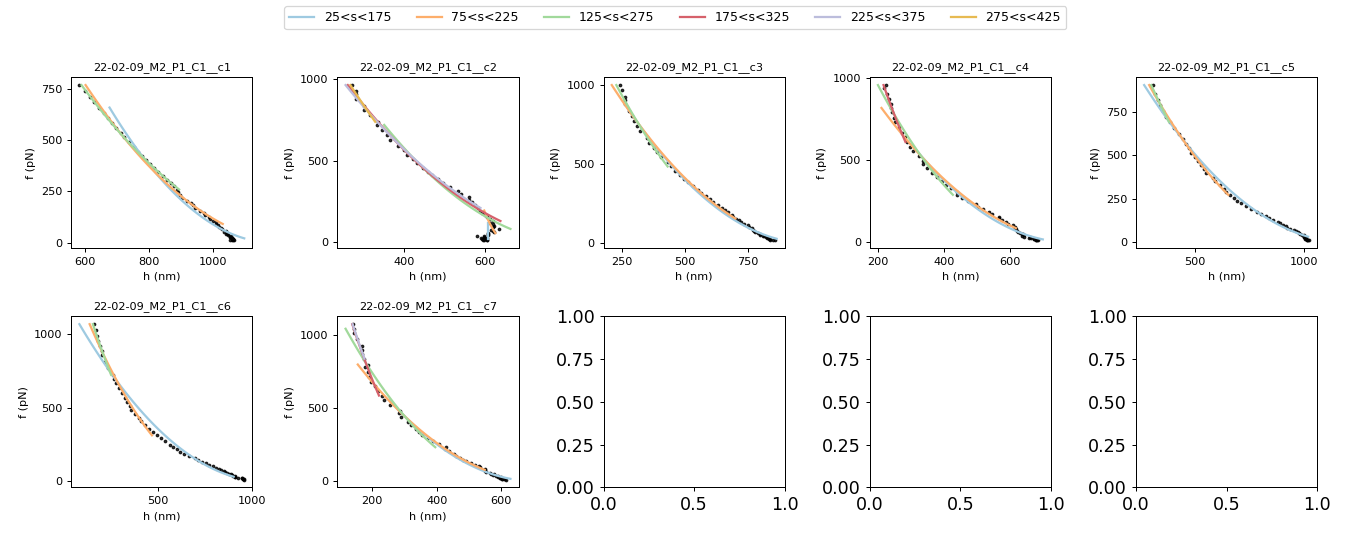 25<s<175 75<s<225 125<s<275 175<s<325 225<s<375 275<s<425
22-02-09_M2_P1_C1__c1
f (pN)
750
500
250
0
600 800 1000
h (nm)
22-02-09_M2_P1_C1__c2
f (pN)
1000
500
0
400 600
h (nm)
22-02-09_M2_P1_C1__c3
f (pN)
1000
500
0
250 500 750
h (nm)
22-02-09_M2_P1_C1__c4
f (pN)
1000
500
0
200 400 600
h (nm)
22-02-09_M2_P1_C1__c5
f (pN)
750
500
250
0
500 1000
h (nm)
22-02-09_M2_P1_C1__c6
f (pN)
1000
500
0
500 1000
h (nm)
22-02-09_M2_P1_C1__c7
f (pN)
1000
500
0
200 400 600
h (nm)
1.00
0.75
0.50
0.25
0.00
0.0 0.5 1.0
1.00
0.75
0.50
0.25
0.00
0.0 0.5 1.0
1.00
0.75
0.50
0.25
0.00
0.0 0.5 1.0